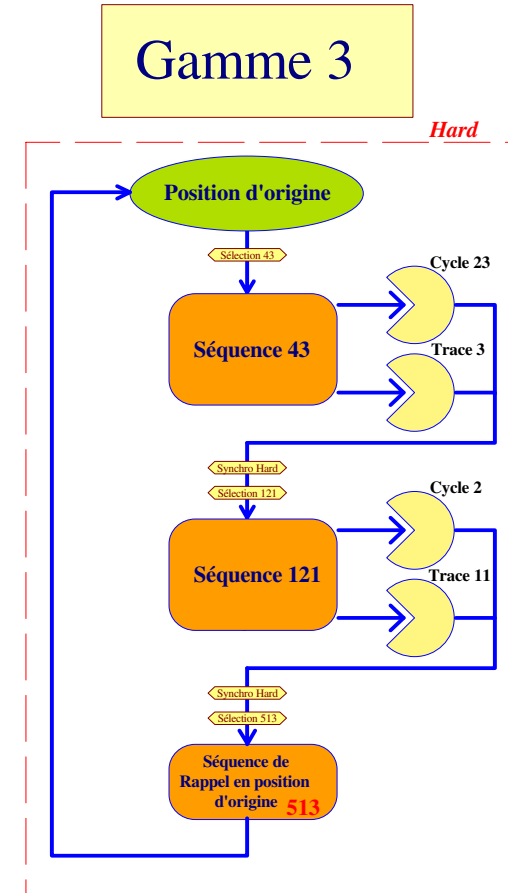 Gamme 3
Hard
Position d'origine
Sélection 43
Cycle 23
Séquence 43
Trace 3
Synchro Hard
Sélection 121
Cycle 2
Séquence 121
Trace 11
Synchro Hard
Sélection 513
Séquence de
Rappel en position
d'origine 513